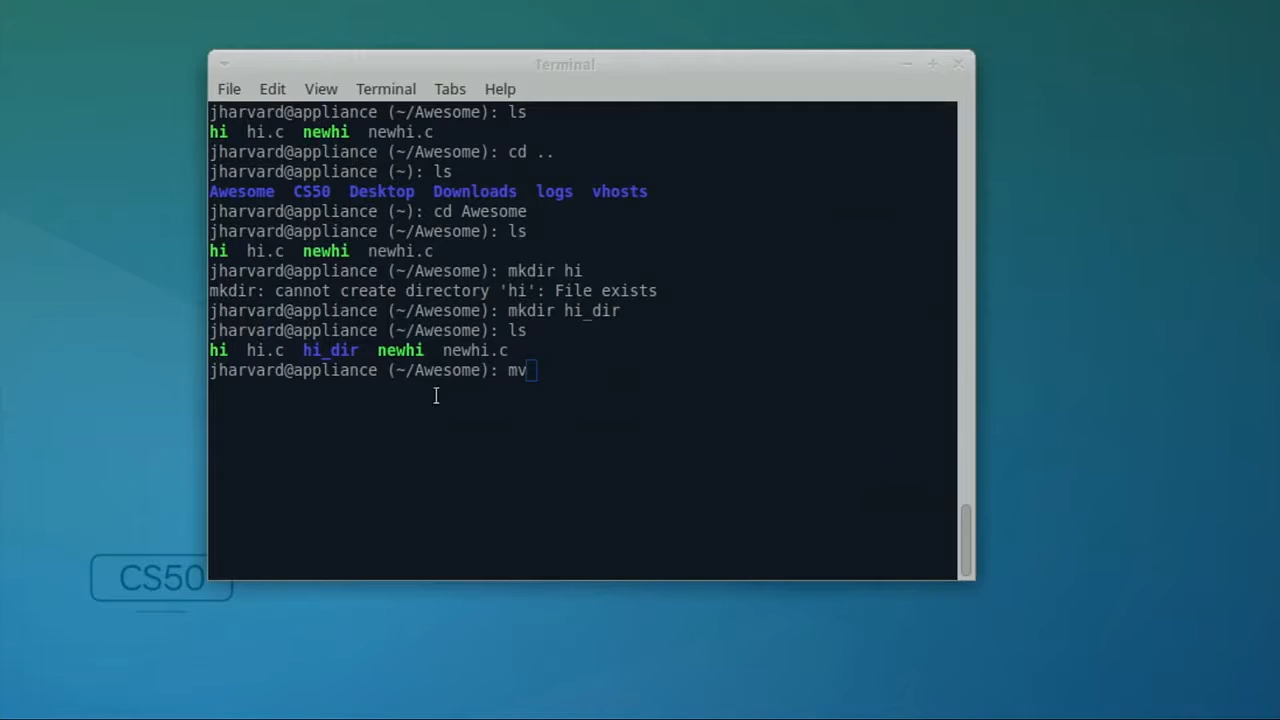 Terminal
File Edit View Terminal Tabs Help
jharvard@appliance (~/Awesome): ls
hi hi.c newhi newhi.c
jharvard@appliance (~/Awesome): cd ..
jharvard@appliance (~): ls
Awesome CS50 Desktop Downloads logs vhosts
jharvard@appliance (~): cd Awesome
jharvard@appliance (~/Awesome): ls
hi hi.c newhi newhi.c
jharvard@appliance (~/Awesome): mkdir hi
mkdir: cannot create directory 'hi': File exists
jharvard@appliance (~/Awesome): mkdir hi_dir
jharvard@appliance (~/Awesome): ls
hi hi.c hi_dir newhi newhi.c
jharvard@appliance (~/Awesome): mv
CS50